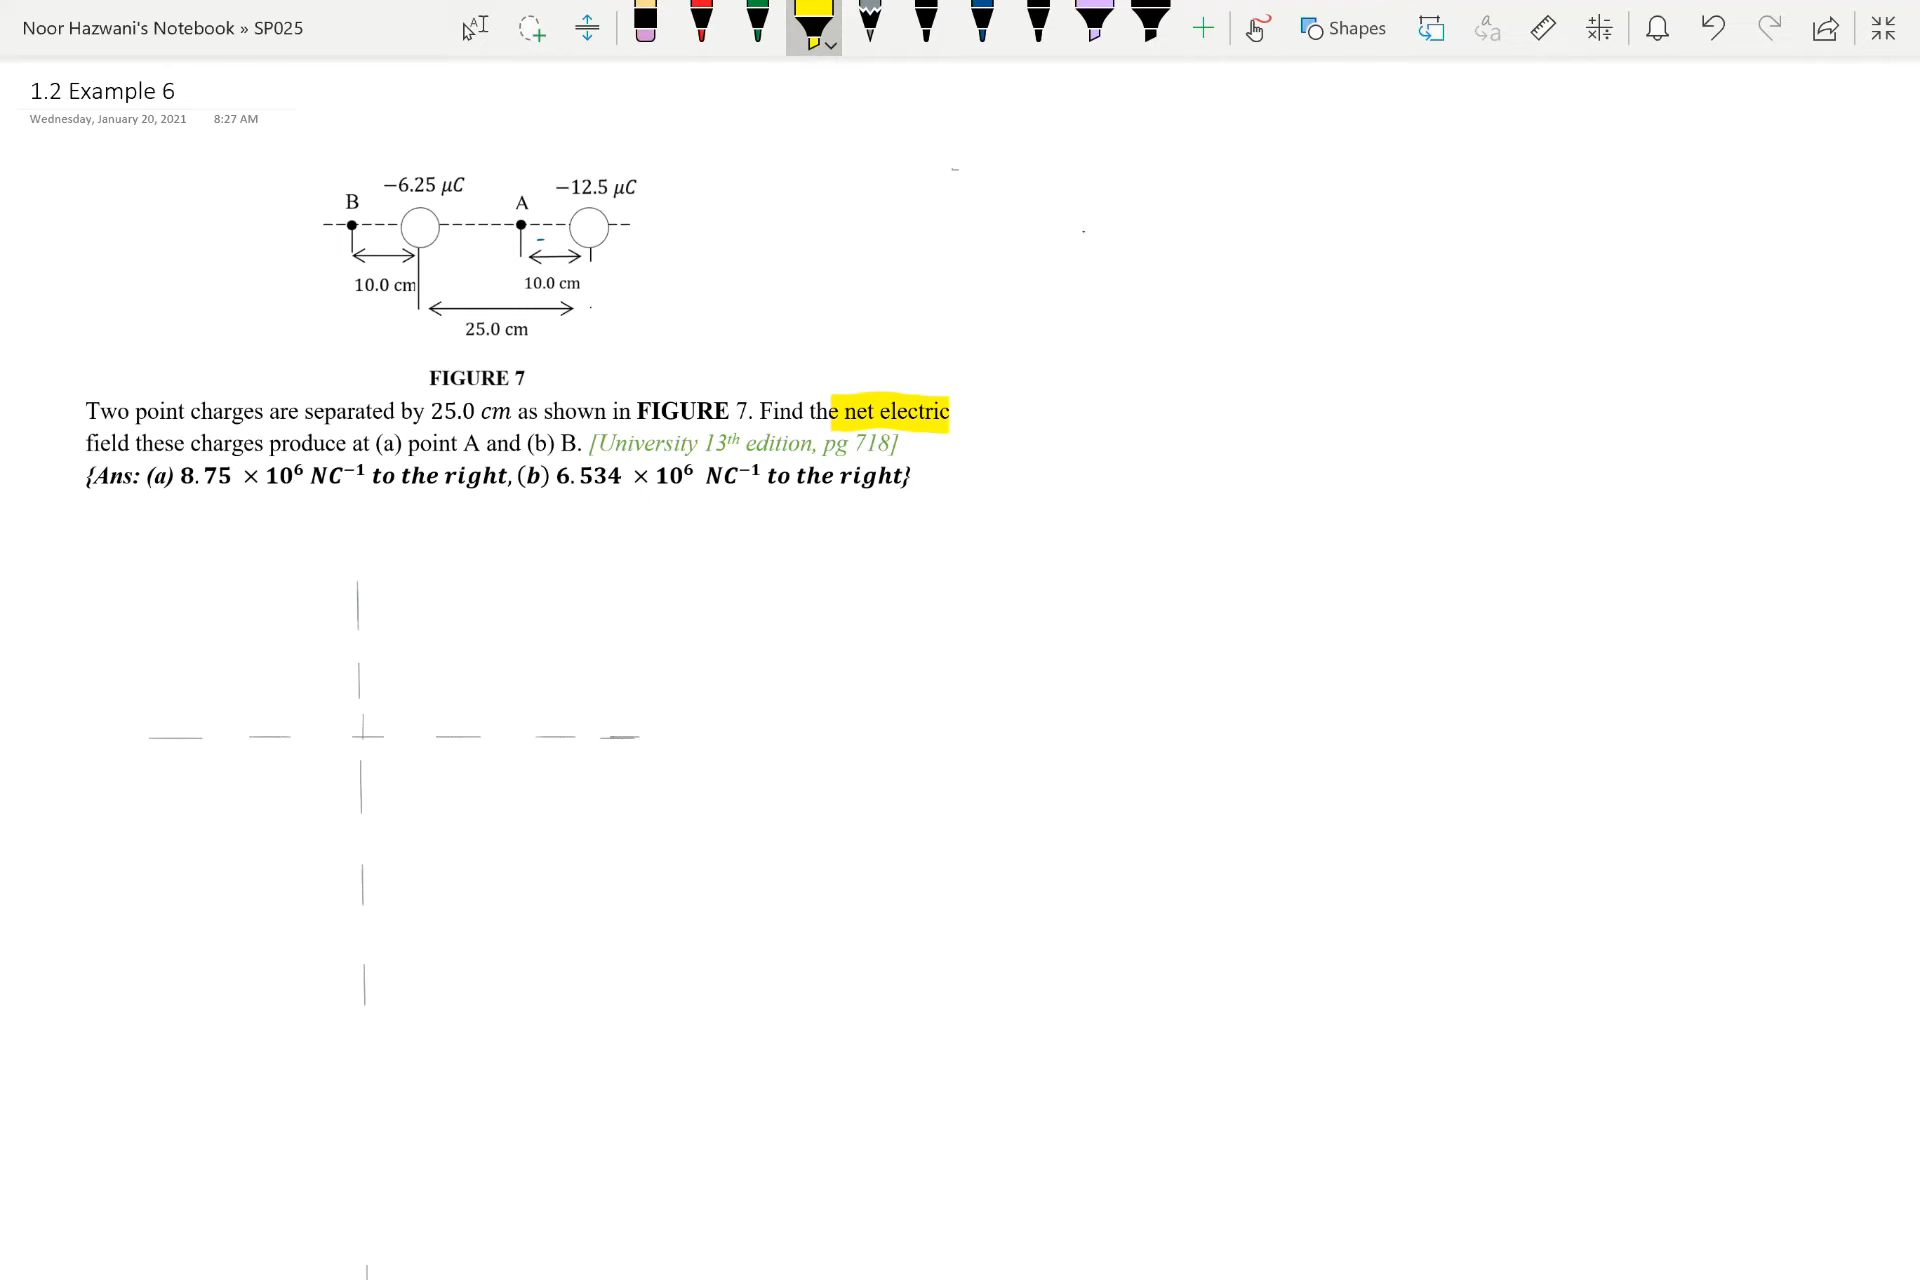 Noor Hazwani's Notebook » SP025
Shapes
1.2 Example 6
Wednesday, January 20, 2021 8:27 AM
−6.25 μC −12.5 μC
B A
10.0 cm 10.0 cm
25.0 cm
FIGURE 7
Two point charges are separated by 25.0 cm as shown in FIGURE 7. Find the net electric
field these charges produce at (a) point A and (b) B. [University 13th edition, pg 718]
{Ans: (a) 8.75 × 10⁶ NC⁻¹ to the right, (b) 6.534 × 10⁶ NC⁻¹ to the right}